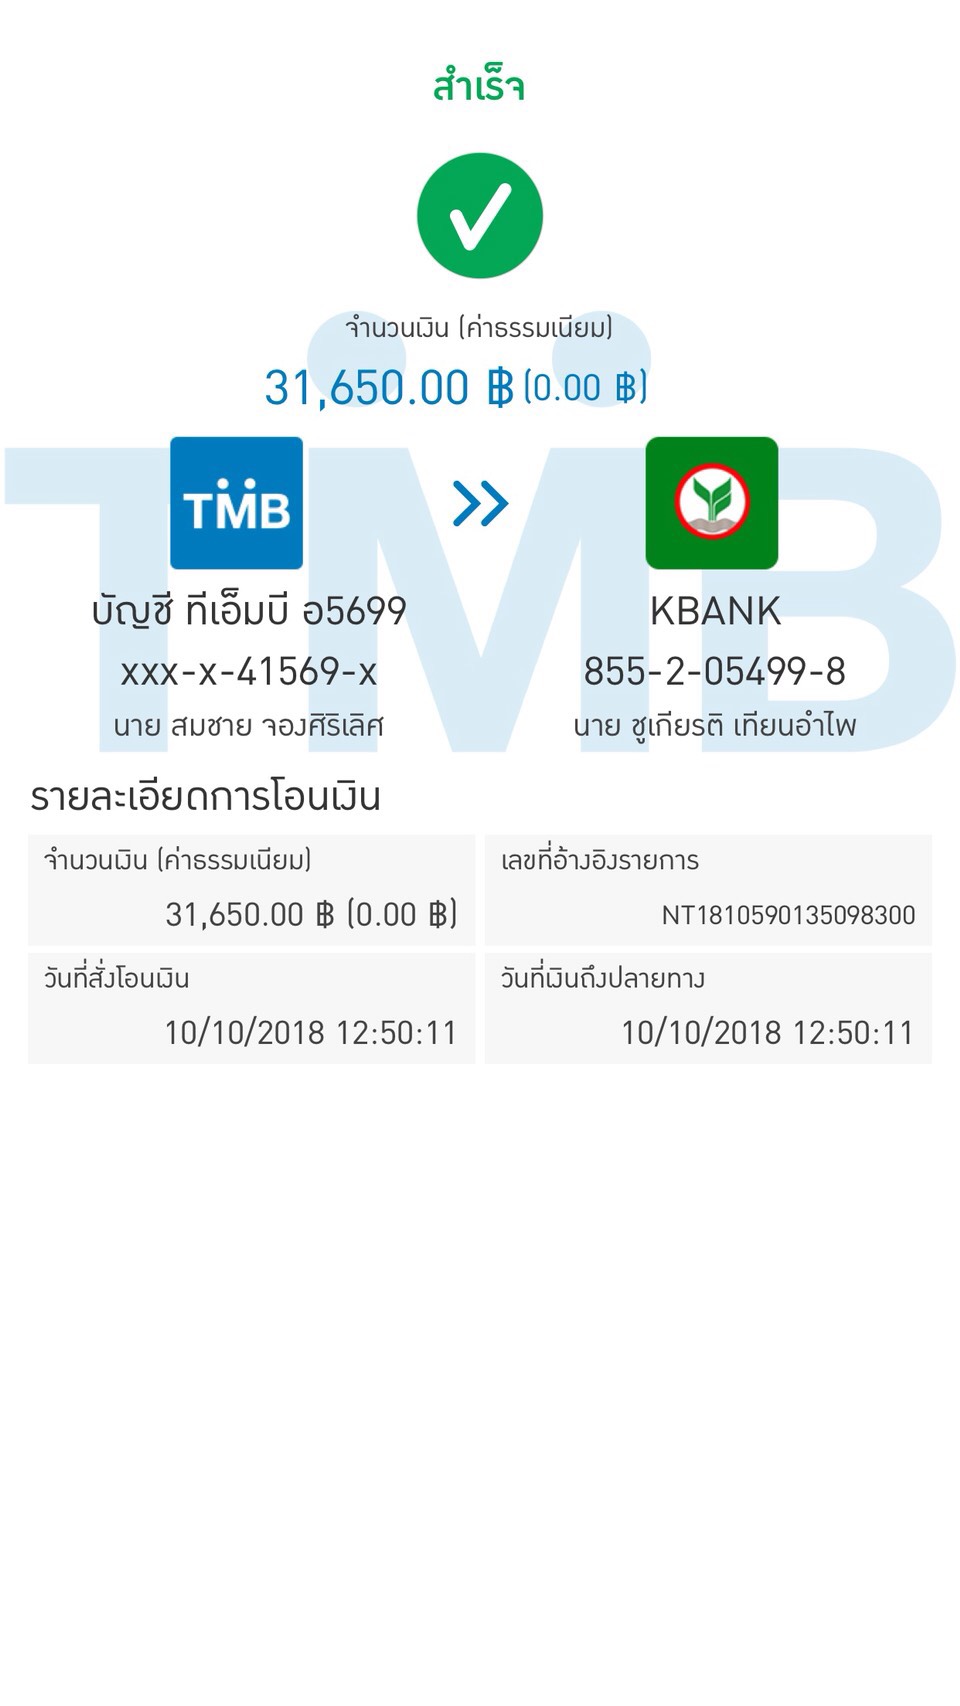 สำเร็จ
จำนวนเงิน (ค่าธรรมเนียม)
31,650.00 ฿ (0.00 ฿)
TMB
บัญชี ทีเอ็มบี อ5699
xxx-x-41569-x
นาย สมชาย จองศิริเลิศ
KBANK
855-2-05499-8
นาย ชูเกียรติ เทียนอำไพ
TMB
รายละเอียดการโอนเงิน
จำนวนเงิน (ค่าธรรมเนียม)
31,650.00 ฿ (0.00 ฿)
เลขที่อ้างอิงรายการ
NT1810590135098300
วันที่สั่งโอนเงิน
10/10/2018 12:50:11
วันที่เงินถึงปลายทาง
10/10/2018 12:50:11